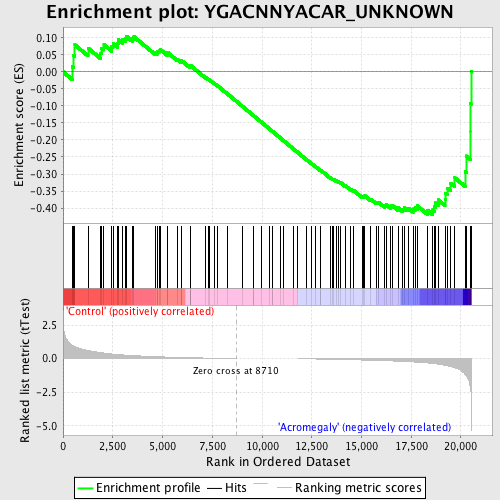 Enrichment plot: YGACNNYACAR_UNKNOWN
Enrichment score (ES)
0.10
0.05
0.00
-0.05
-0.10
-0.15
-0.20
-0.25
-0.30
-0.35
-0.40
'Control' (positively correlated)
Ranked list metric (tTest)
2.5
0.0
-2.5
-5.0
Zero cross at 8710
'Acromegaly' (negatively correlated)
0
2,500
5,000
7,500
10,000
12,500
15,000
17,500
20,000
Rank in Ordered Dataset
Enrichment profile
Hits
Ranking metric scores